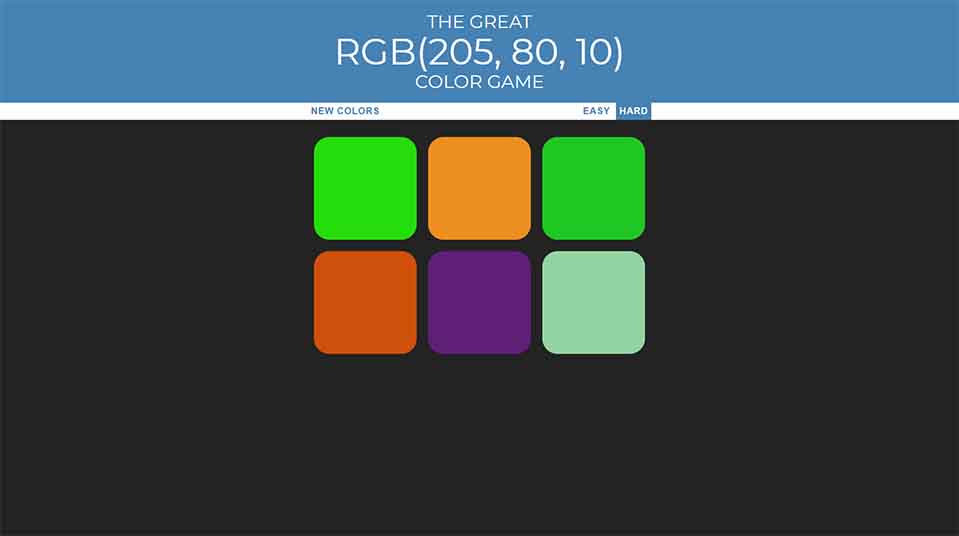 THE GREAT
RGB(205, 80, 10)
COLOR GAME
NEW COLORS EASY HARD